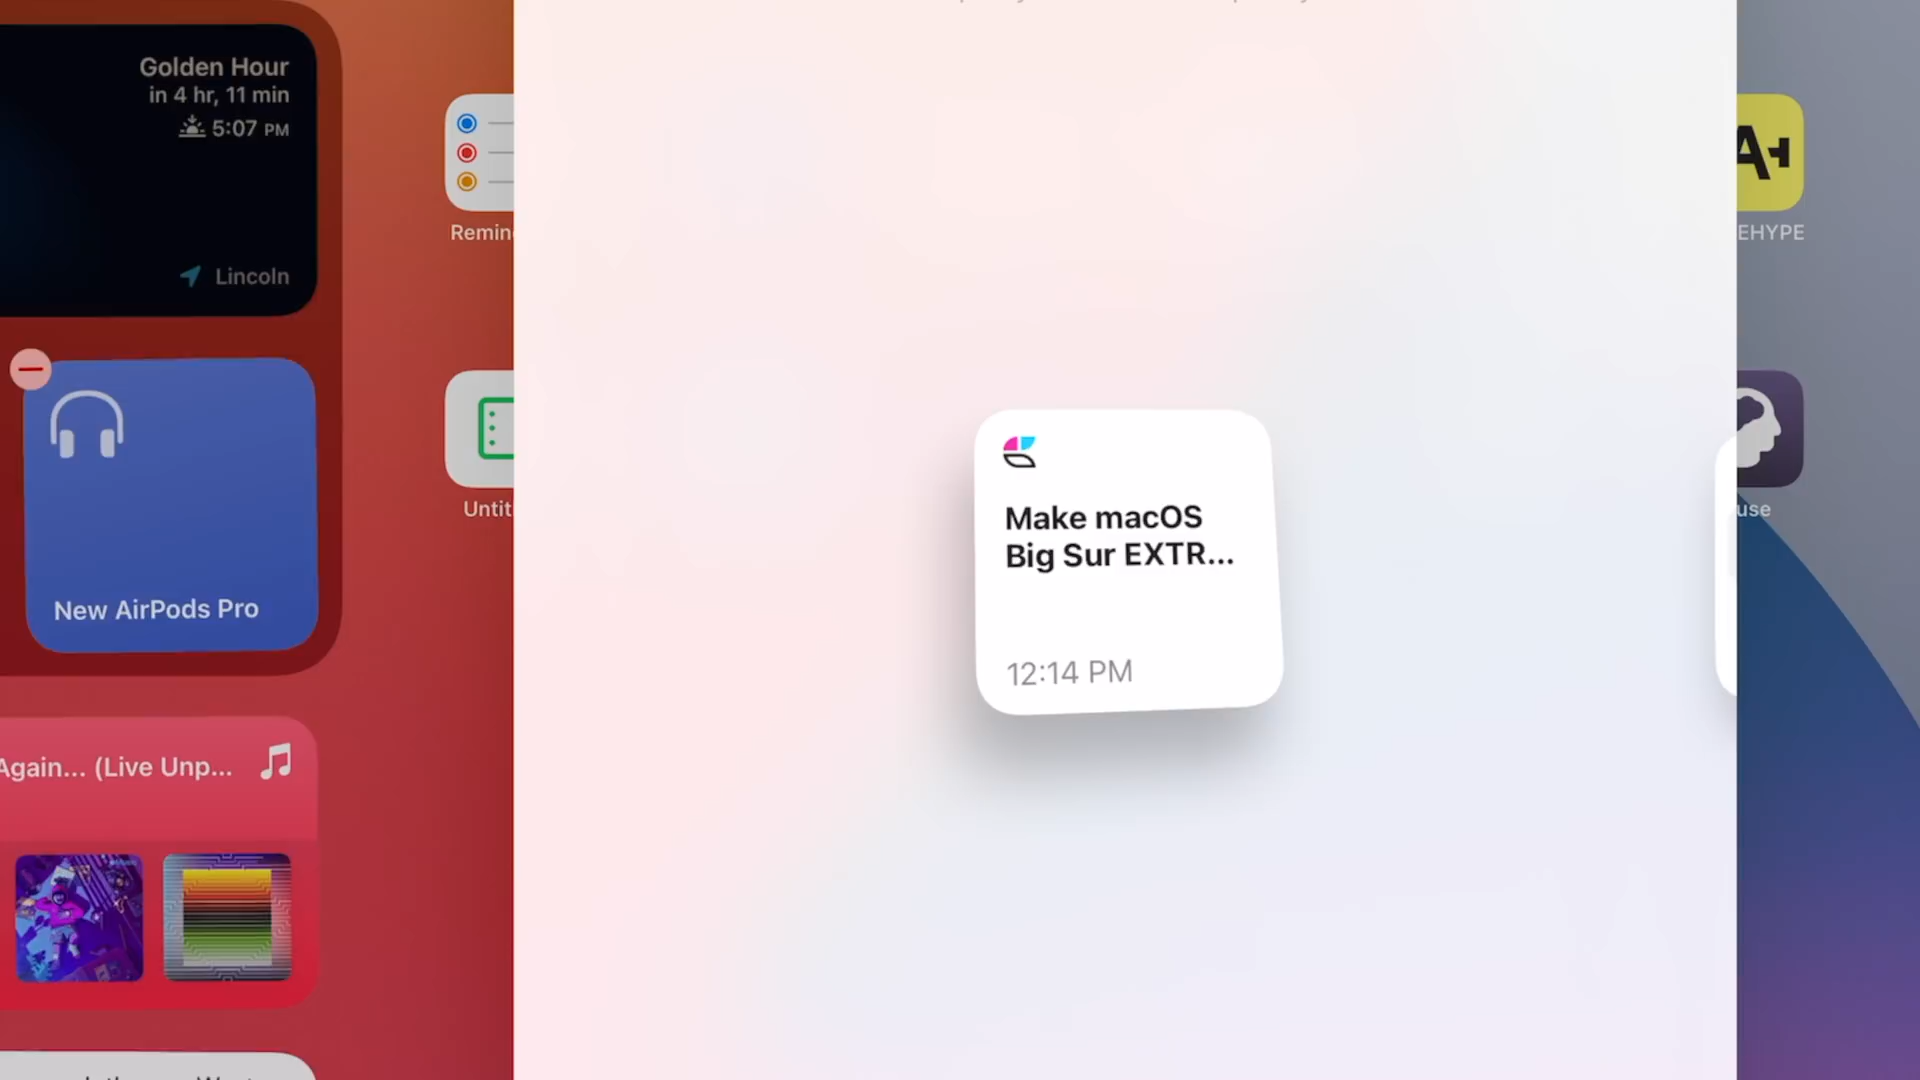 Golden Hour
in 4 hr, 11 min
5:07 PM
Lincoln
New AirPods Pro
Again... (Live Unp...
Remin
Untit
Make macOS
Big Sur EXTR...
12:14 PM
A+
EHYPE
use